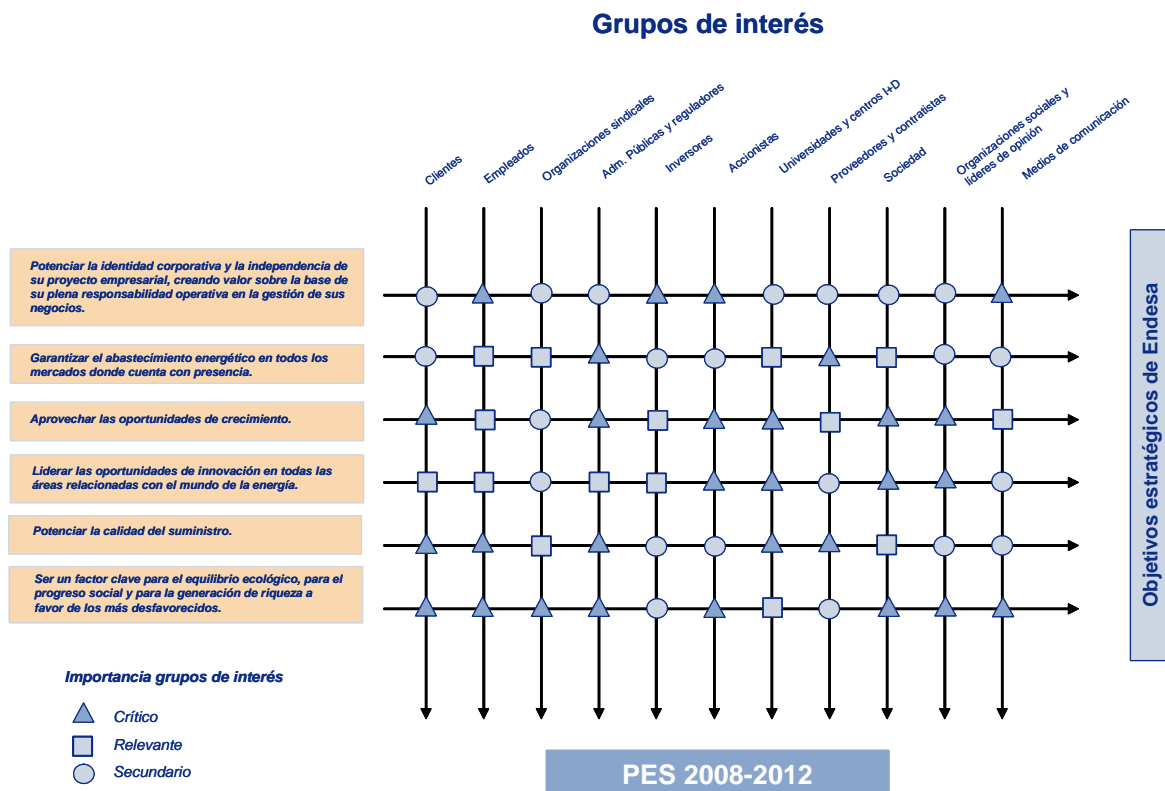 Grupos de interés
Clientes
Empleados
Organizaciones sindicales
Adm. Públicas y reguladores
Inversores
Accionistas
Universidades y centros I+D
Proveedores y contratistas
Sociedad
Organizaciones sociales y
líderes de opinión
Medios de comunicación
Potenciar la identidad corporativa y la independencia de
su proyecto empresarial, creando valor sobre la base de
su plena responsabilidad operativa en la gestión de sus
negocios.
Garantizar el abastecimiento energético en todos los
mercados donde cuenta con presencia.
Aprovechar las oportunidades de crecimiento.
Liderar las oportunidades de innovación en todas las
áreas relacionadas con el mundo de la energía.
Potenciar la calidad del suministro.
Ser un factor clave para el equilibrio ecológico, para el
progreso social y para la generación de riqueza a
favor de los más desfavorecidos.
Objetivos estratégicos de Endesa
Importancia grupos de interés
Crítico
Relevante
Secundario
PES 2008-2012